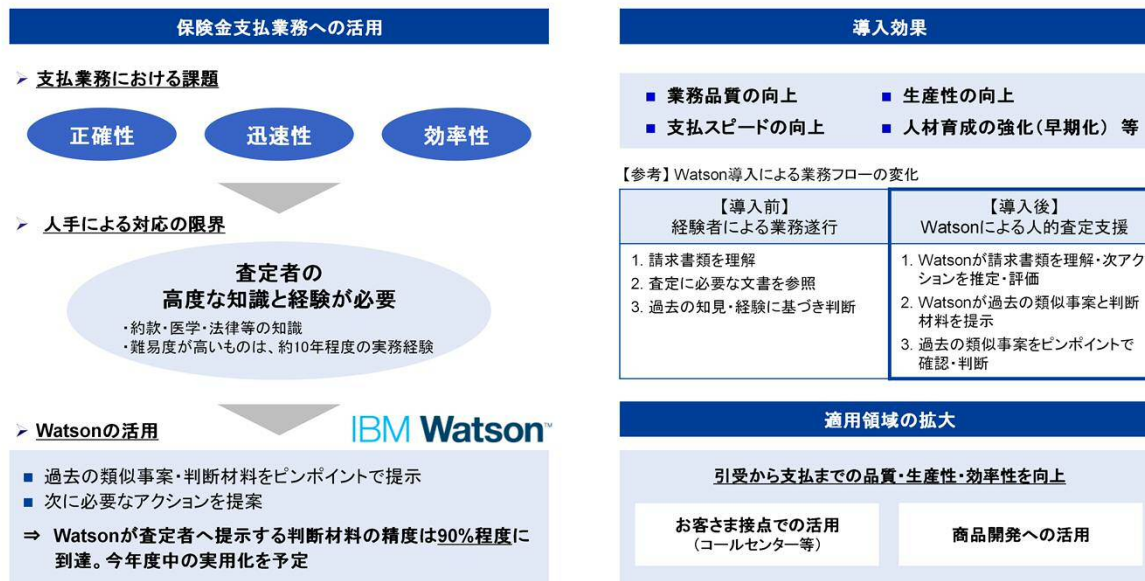 保険金支払業務への活用
➢ 支払業務における課題
正確性
迅速性
効率性
➢ 人手による対応の限界
査定者の
高度な知識と経験が必要
・約款・医学・法律等の知識
・難易度が高いものは、約10年程度の実務経験
➢ Watsonの活用
IBM Watson™
■ 過去の類似事案・判断材料をピンポイントで提示
■ 次に必要なアクションを提案
⇒ Watsonが査定者へ提示する判断材料の精度は90%程度に
到達。今年度中の実用化を予定
導入効果
■ 業務品質の向上 ■ 生産性の向上
■ 支払スピードの向上 ■ 人材育成の強化(早期化) 等
【参考】Watson導入による業務フローの変化
【導入前】
経験者による業務遂行
1. 請求書類を理解
2. 査定に必要な文書を参照
3. 過去の知見・経験に基づき判断
【導入後】
Watsonによる人的査定支援
1. Watsonが請求書類を理解・次アク
ションを推定・評価
2. Watsonが過去の類似事案と判断
材料を提示
3. 過去の類似事案をピンポイントで
確認・判断
適用領域の拡大
引受から支払までの品質・生産性・効率性を向上
お客さま接点での活用
(コールセンター等)
商品開発への活用